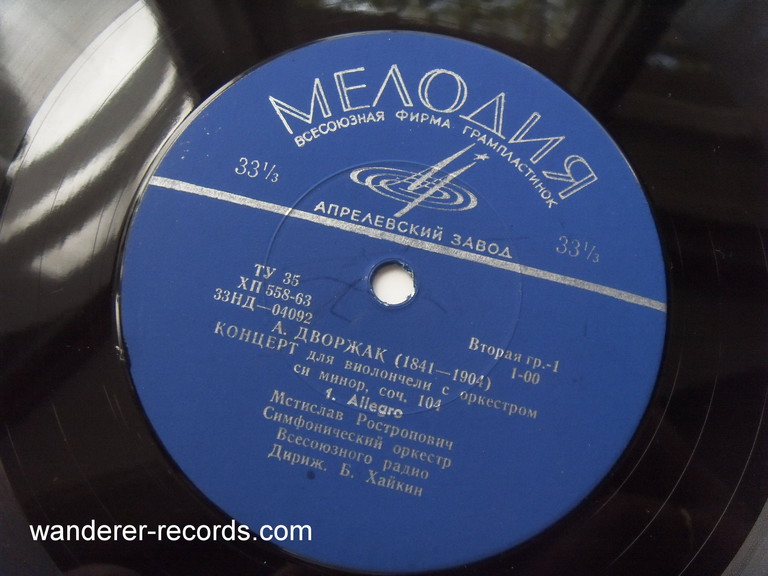 МЕЛОДИЯ
ВСЕСОЮЗНАЯ ФИРМА ГРАМПЛАСТИНОК
33⅓
АПРЕЛЕВСКИЙ ЗАВОД
33⅓
ТУ 35
ХП 558-63
33НД—04092
Вторая гр.-1
1-00
А. ДВОРЖАК (1841—1904)
КОНЦЕРТ для виолончели с оркестром
си минор, соч. 104
1. Allegro
Мстислав Ростропович
Симфонический оркестр
Всесоюзного радио
Дириж. Б. Хайкин
wanderer-records.com